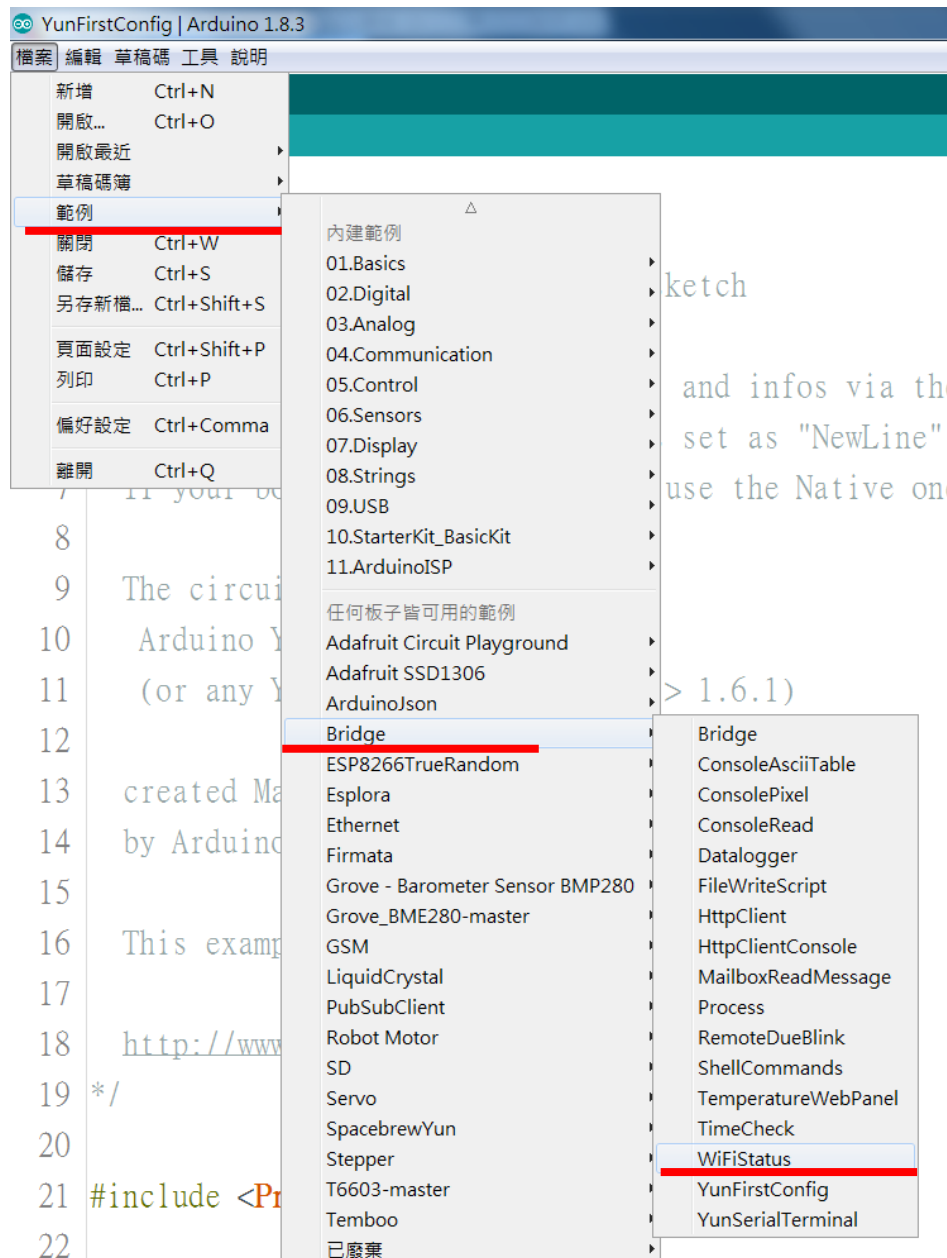 YunFirstConfig | Arduino 1.8.3
檔案 編輯 草稿碼 工具 說明
新增 Ctrl+N
開啟... Ctrl+O
開啟最近
草稿碼簿
範例
關閉 Ctrl+W
儲存 Ctrl+S
另存新檔... Ctrl+Shift+S
頁面設定 Ctrl+Shift+P
列印 Ctrl+P
偏好設定 Ctrl+Comma
離開 Ctrl+Q
△
內建範例
01.Basics
02.Digital
03.Analog
04.Communication
05.Control
06.Sensors
07.Display
08.Strings
09.USB
10.StarterKit_BasicKit
11.ArduinoISP
任何板子皆可用的範例
Adafruit Circuit Playground
Adafruit SSD1306
ArduinoJson
Bridge
ESP8266TrueRandom
Esplora
Ethernet
Firmata
Grove - Barometer Sensor BMP280
Grove_BME280-master
GSM
LiquidCrystal
PubSubClient
Robot Motor
SD
Servo
SpacebrewYun
Stepper
T6603-master
Temboo
已廢棄
Bridge
ConsoleAsciiTable
ConsolePixel
ConsoleRead
Datalogger
FileWriteScript
HttpClient
HttpClientConsole
MailboxReadMessage
Process
RemoteDueBlink
ShellCommands
TemperatureWebPanel
TimeCheck
WiFiStatus
YunFirstConfig
YunSerialTerminal
ketch
and infos via the
set as "NewLine"
7 If your bo use the Native one
8
9 The circui
10 Arduino Y
11 (or any Y > 1.6.1)
12
13 created Ma
14 by Arduino
15
16 This examp
17
18 http://www
19 */
20
21 #include <Pr
22